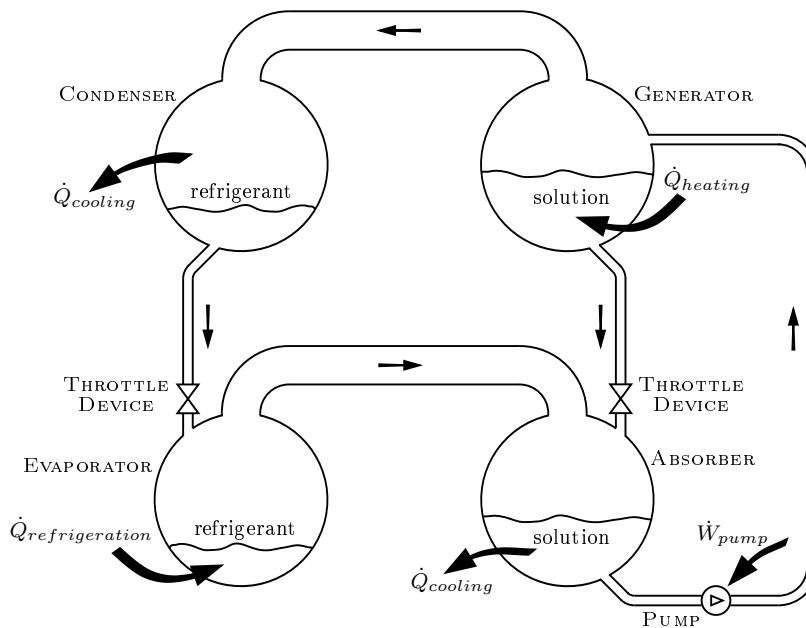 CONDENSER
GENERATOR
Q̇cooling
refrigerant
solution
Q̇heating
THROTTLE
DEVICE
THROTTLE
DEVICE
EVAPORATOR
ABSORBER
Q̇refrigeration
refrigerant
solution
Ẇpump
Q̇cooling
PUMP